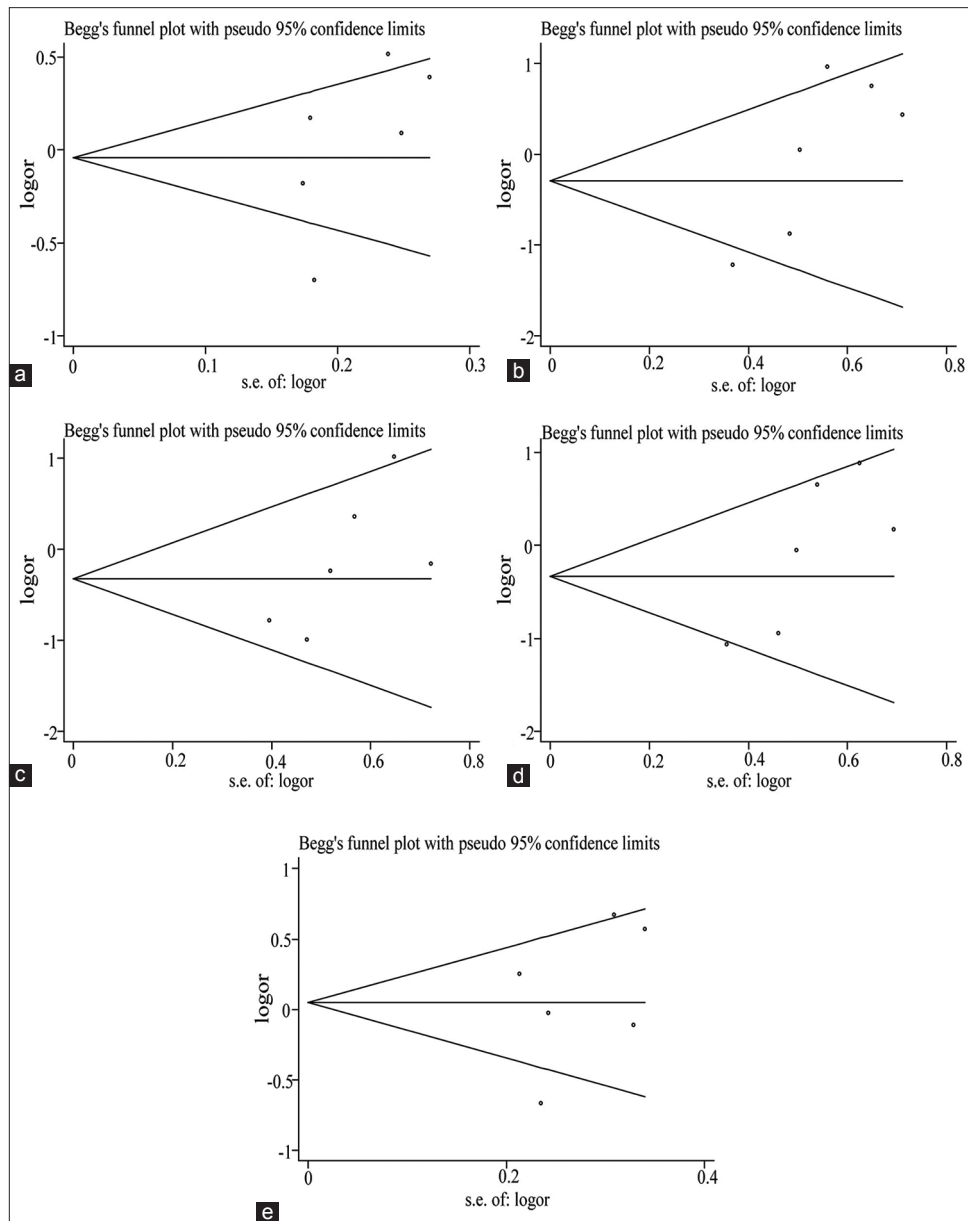 Begg's funnel plot with pseudo 95% confidence limits
0.5
0
-0.5
-1
logor
0
0.1
0.2
0.3
s.e. of: logor
a
Begg's funnel plot with pseudo 95% confidence limits
1
0
-1
-2
logor
0
0.2
0.4
0.6
0.8
s.e. of: logor
b
Begg's funnel plot with pseudo 95% confidence limits
1
0
-1
-2
logor
0
0.2
0.4
0.6
0.8
s.e. of: logor
c
Begg's funnel plot with pseudo 95% confidence limits
1
0
-1
-2
logor
0
0.2
0.4
0.6
0.8
s.e. of: logor
d
Begg's funnel plot with pseudo 95% confidence limits
1
0.5
0
-0.5
-1
logor
0
0.2
0.4
s.e. of: logor
e